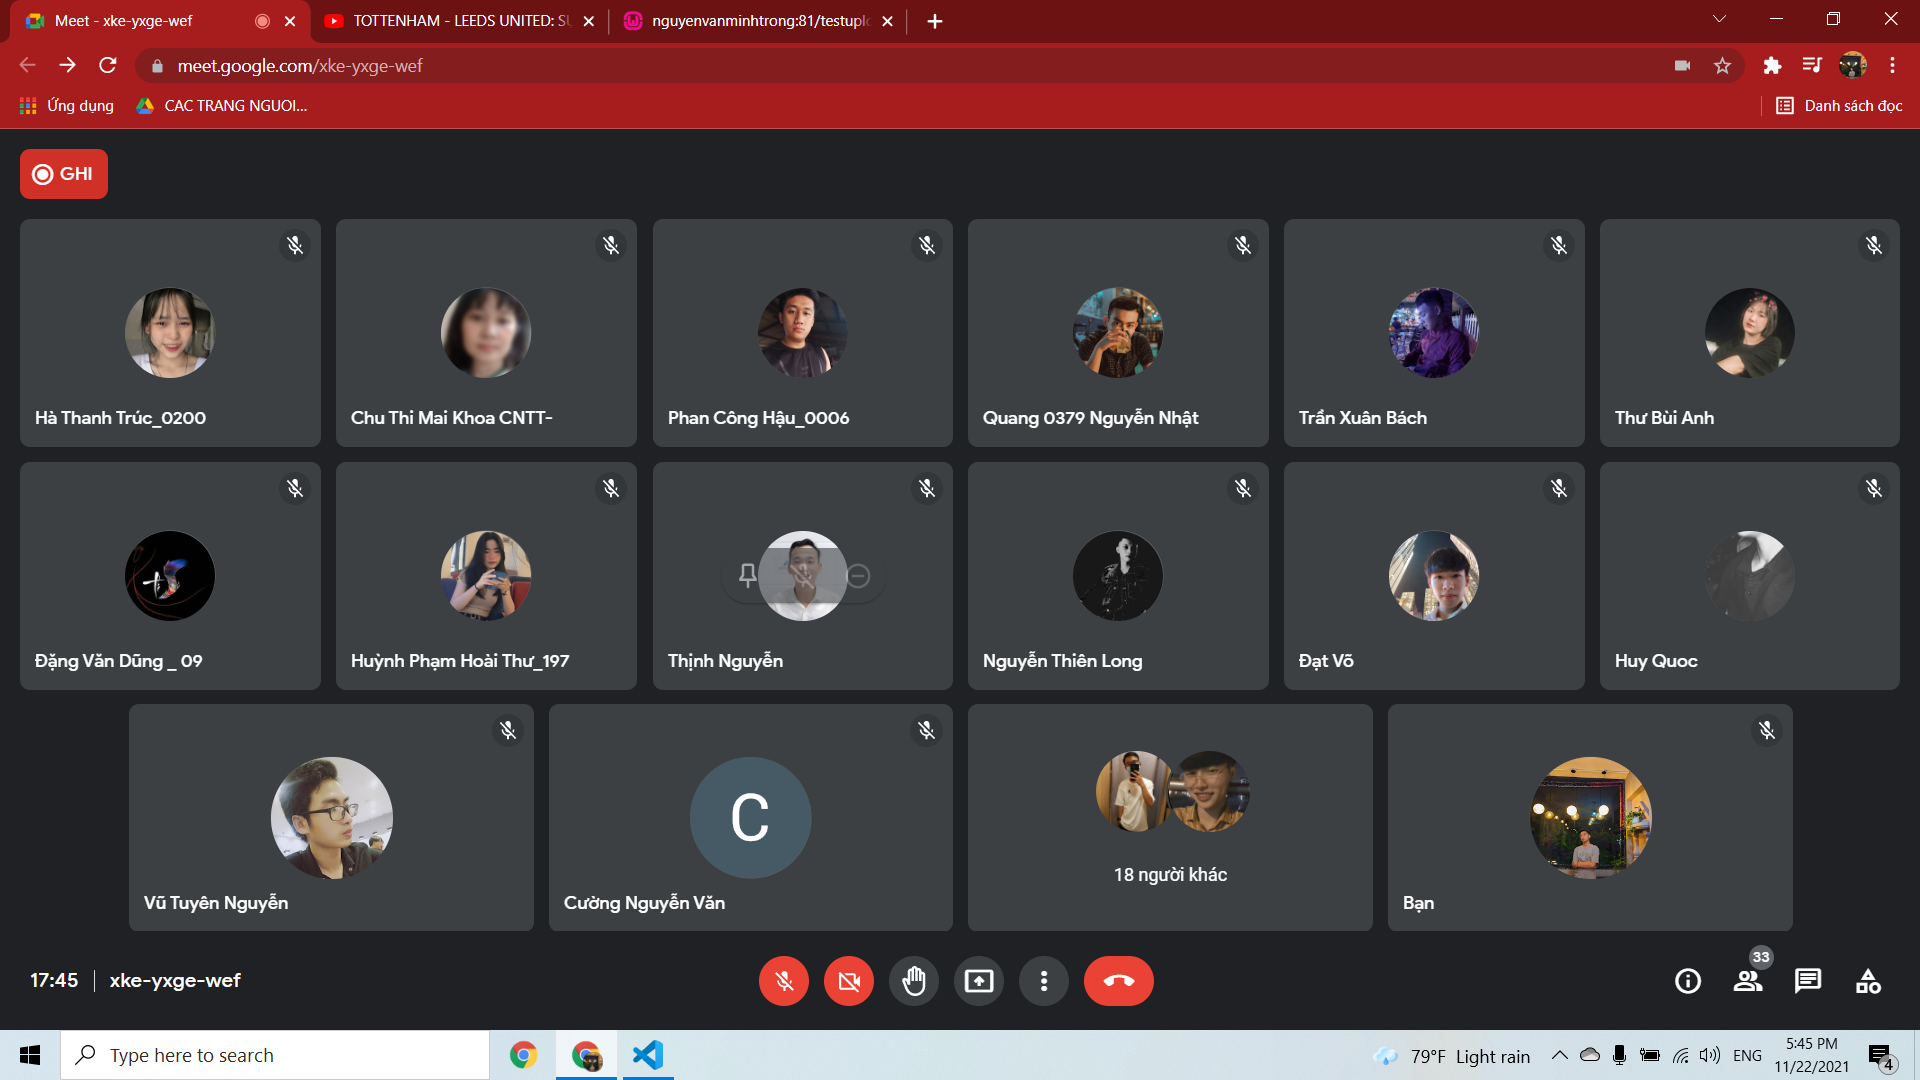 Meet - xke-yxge-wef
TOTTENHAM - LEEDS UNITED: SU
nguyenvanminhtrong:81/testuplo
meet.google.com/xke-yxge-wef
Ứng dụng
CAC TRANG NGUOI...
Danh sách đọc
GHI
Hà Thanh Trúc_0200
Chu Thi Mai Khoa CNTT-
Phan Công Hậu_0006
Quang 0379 Nguyễn Nhật
Trần Xuân Bách
Thư Bùi Anh
Đặng Văn Dũng _ 09
Huỳnh Phạm Hoài Thư_197
Thịnh Nguyễn
Nguyễn Thiên Long
Đạt Võ
Huy Quoc
Vũ Tuyên Nguyễn
C
Cường Nguyễn Văn
18 người khác
Bạn
17:45
xke-yxge-wef
33
Type here to search
79°F Light rain
ENG
5:45 PM
11/22/2021
4